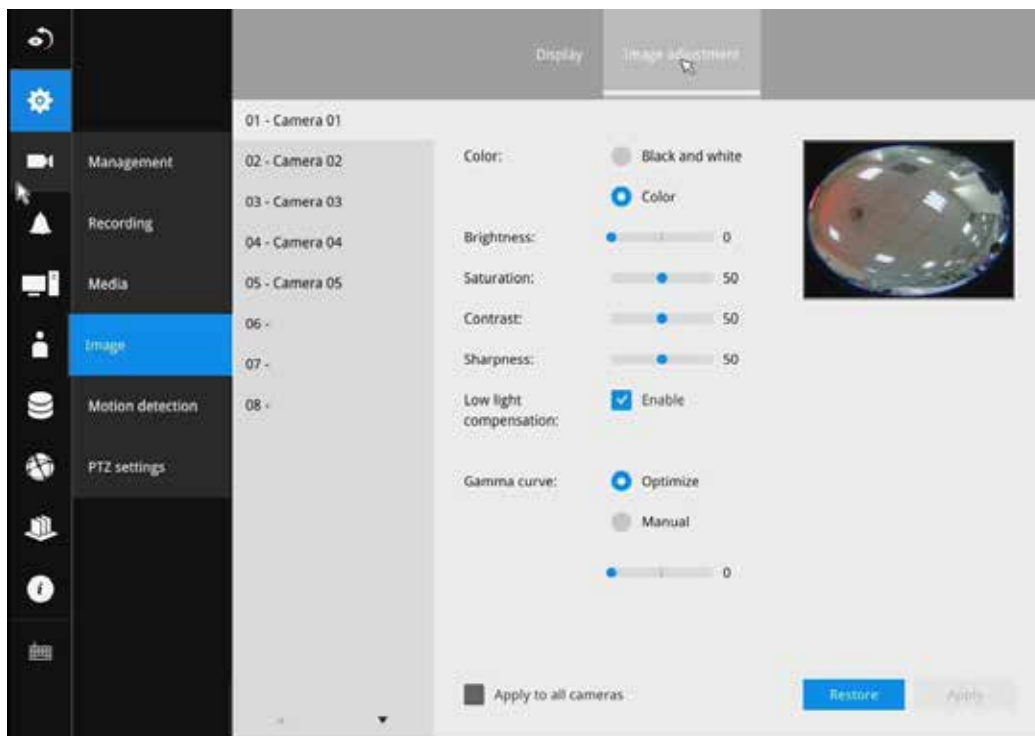 Display
Image adjustment
Management
Recording
Media
Image
Motion detection
PTZ settings
01 - Camera 01
02 - Camera 02
03 - Camera 03
04 - Camera 04
05 - Camera 05
06 -
07 -
08 -
Color:
Black and white
Color
Brightness:
0
Saturation:
50
Contrast:
50
Sharpness:
50
Low light
compensation:
Enable
Gamma curve:
Optimize
Manual
0
Apply to all cameras
Restore
Apply